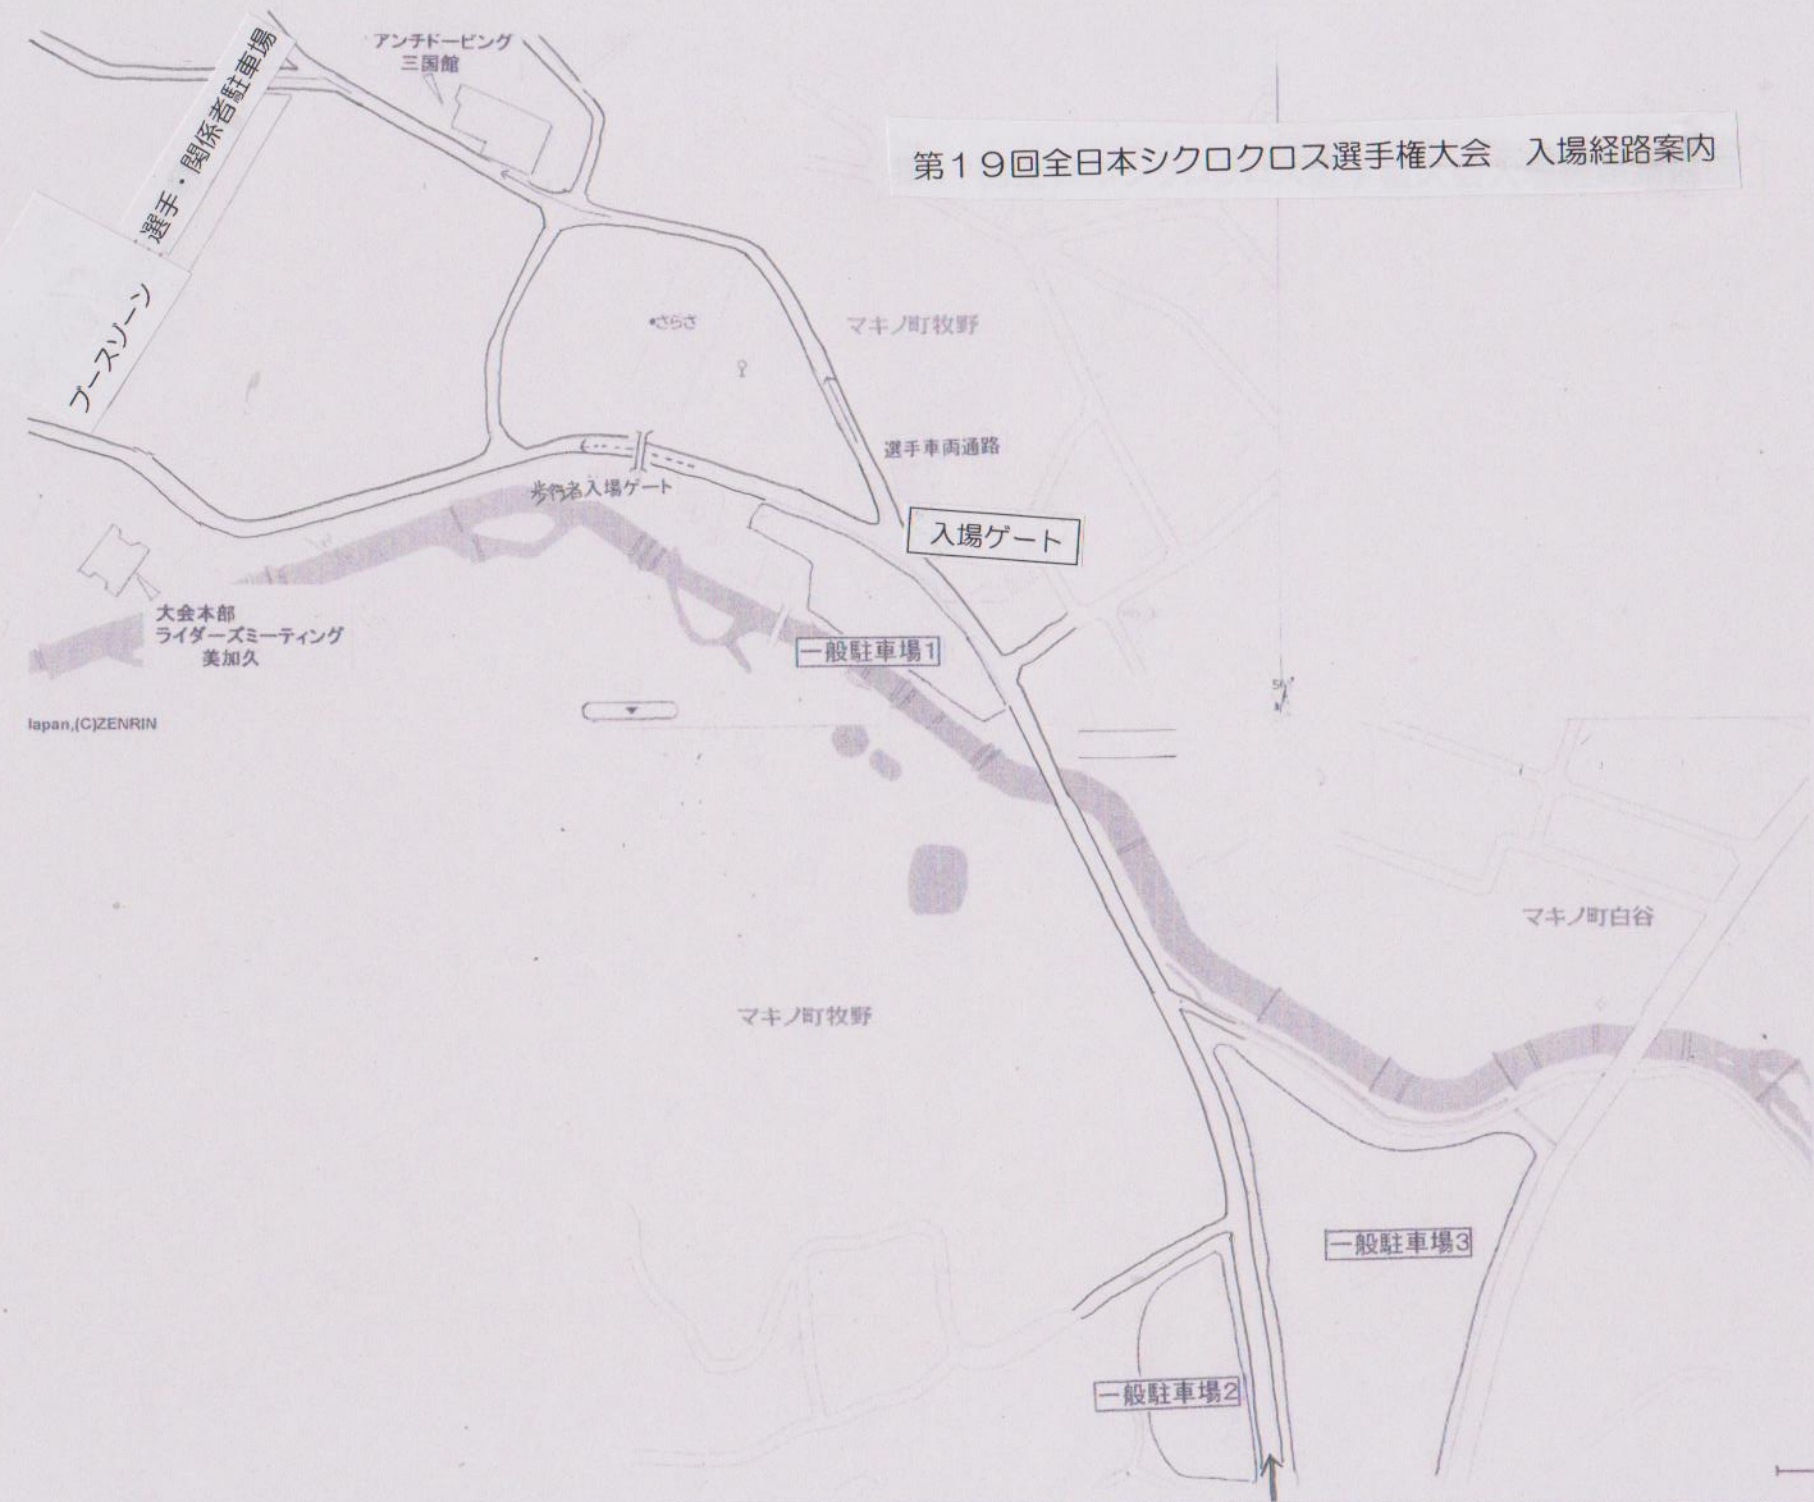 アンチドーピング
三国館
選手・関係者駐車場
第19回全日本シクロクロス選手権大会　入場経路案内
ブースゾーン
さらさ
マキノ町牧野
選手車両通路
歩行者入場ゲート
入場ゲート
大会本部
ライダーズミーティング
美加久
一般駐車場1
Iapan,(C)ZENRIN
マキノ町白谷
マキノ町牧野
一般駐車場3
一般駐車場2